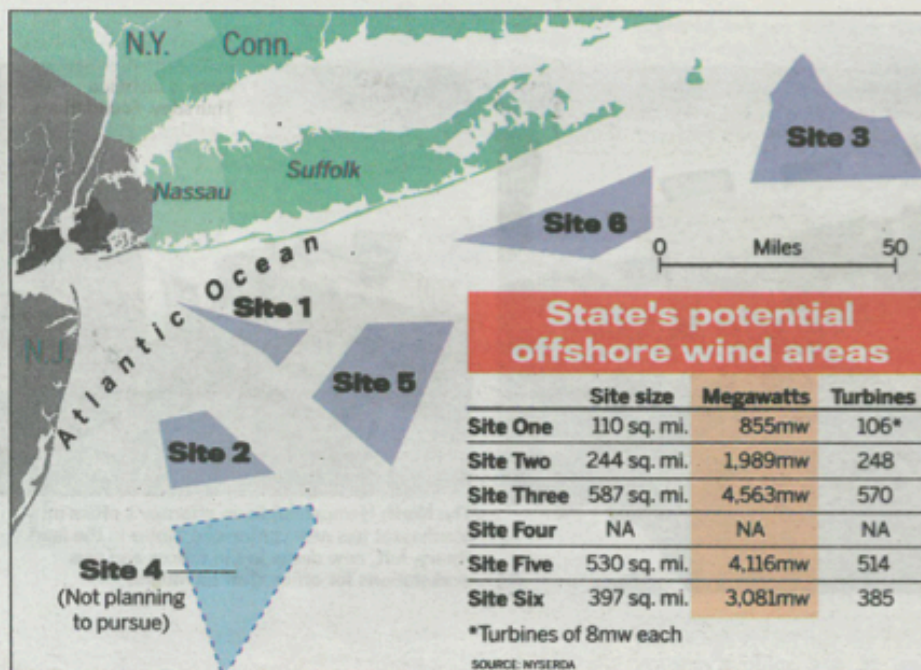 N.Y. Conn.
Nassau
Suffolk
Site 3
Site 6
0 Miles 50
Atlantic Ocean
Site 1
N.J.
Site 5
Site 2
Site 4
(Not planning
to pursue)
State's potential
offshore wind areas
Site size Megawatts Turbines
Site One 110 sq. mi. 855mw 106*
Site Two 244 sq. mi. 1,989mw 248
Site Three 587 sq. mi. 4,563mw 570
Site Four NA NA NA
Site Five 530 sq. mi. 4,116mw 514
Site Six 397 sq. mi. 3,081mw 385
*Turbines of 8mw each
SOURCE: NYSERDA